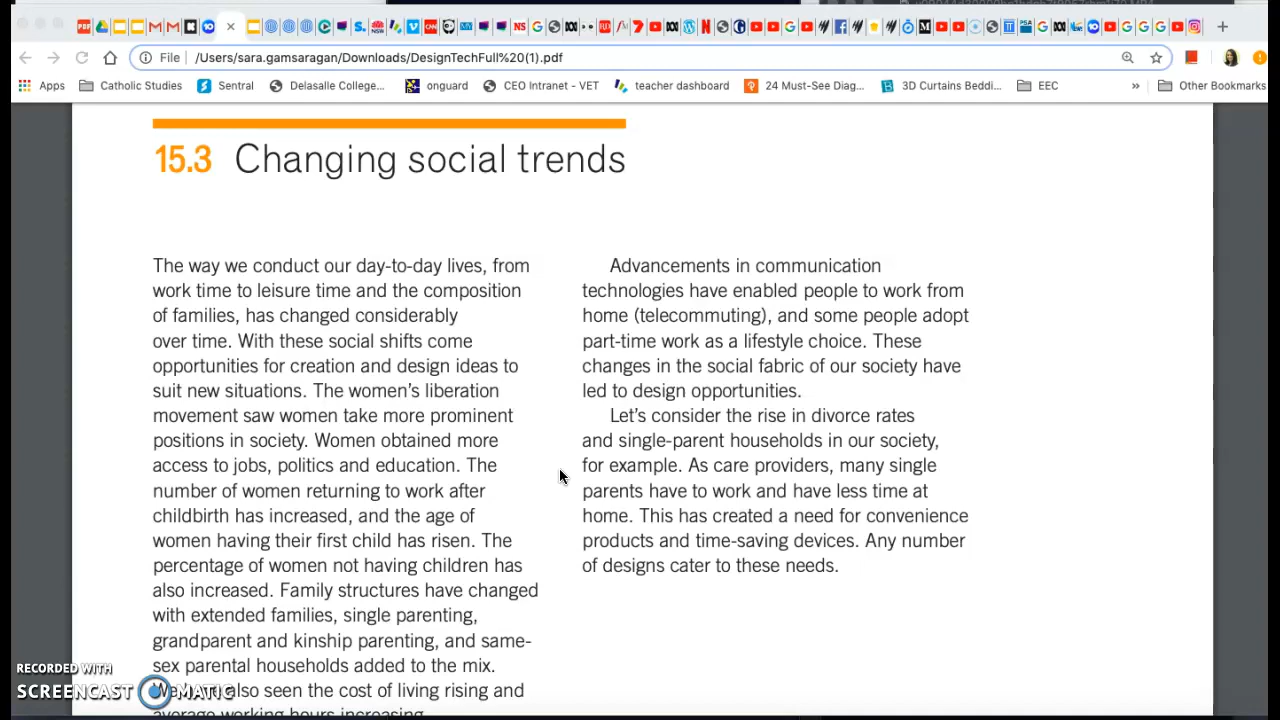 File /Users/sara.gamsaragan/Downloads/DesignTechFull%20(1).pdf
Apps Catholic Studies Sentral Delasalle College... onguard CEO Intranet - VET teacher dashboard 24 Must-See Diag... 3D Curtains Beddi... EEC » Other Bookmarks
15.3 Changing social trends
The way we conduct our day-to-day lives, from
work time to leisure time and the composition
of families, has changed considerably
over time. With these social shifts come
opportunities for creation and design ideas to
suit new situations. The women's liberation
movement saw women take more prominent
positions in society. Women obtained more
access to jobs, politics and education. The
number of women returning to work after
childbirth has increased, and the age of
women having their first child has risen. The
percentage of women not having children has
also increased. Family structures have changed
with extended families, single parenting,
grandparent and kinship parenting, and same-
sex parental households added to the mix.
also seen the cost of living rising and
average working hours increasing.
Advancements in communication
technologies have enabled people to work from
home (telecommuting), and some people adopt
part-time work as a lifestyle choice. These
changes in the social fabric of our society have
led to design opportunities.
Let's consider the rise in divorce rates
and single-parent households in our society,
for example. As care providers, many single
parents have to work and have less time at
home. This has created a need for convenience
products and time-saving devices. Any number
of designs cater to these needs.
RECORDED WITH
SCREENCAST MATIC